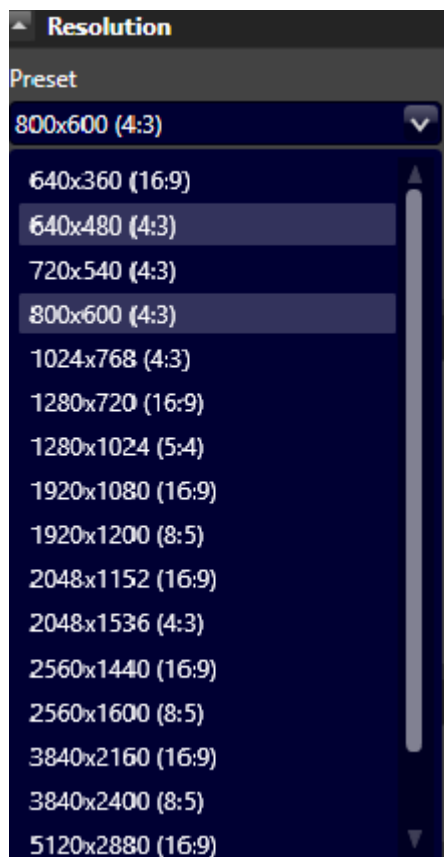 Resolution
Preset
800x600 (4:3)
640x360 (16:9)
640x480 (4:3)
720x540 (4:3)
800x600 (4:3)
1024x768 (4:3)
1280x720 (16:9)
1280x1024 (5:4)
1920x1080 (16:9)
1920x1200 (8:5)
2048x1152 (16:9)
2048x1536 (4:3)
2560x1440 (16:9)
2560x1600 (8:5)
3840x2160 (16:9)
3840x2400 (8:5)
5120x2880 (16:9)